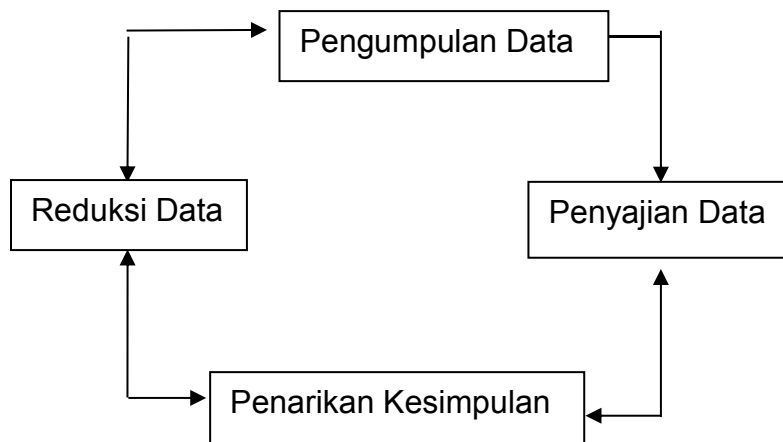 Pengumpulan Data
Reduksi Data
Penyajian Data
Penarikan Kesimpulan